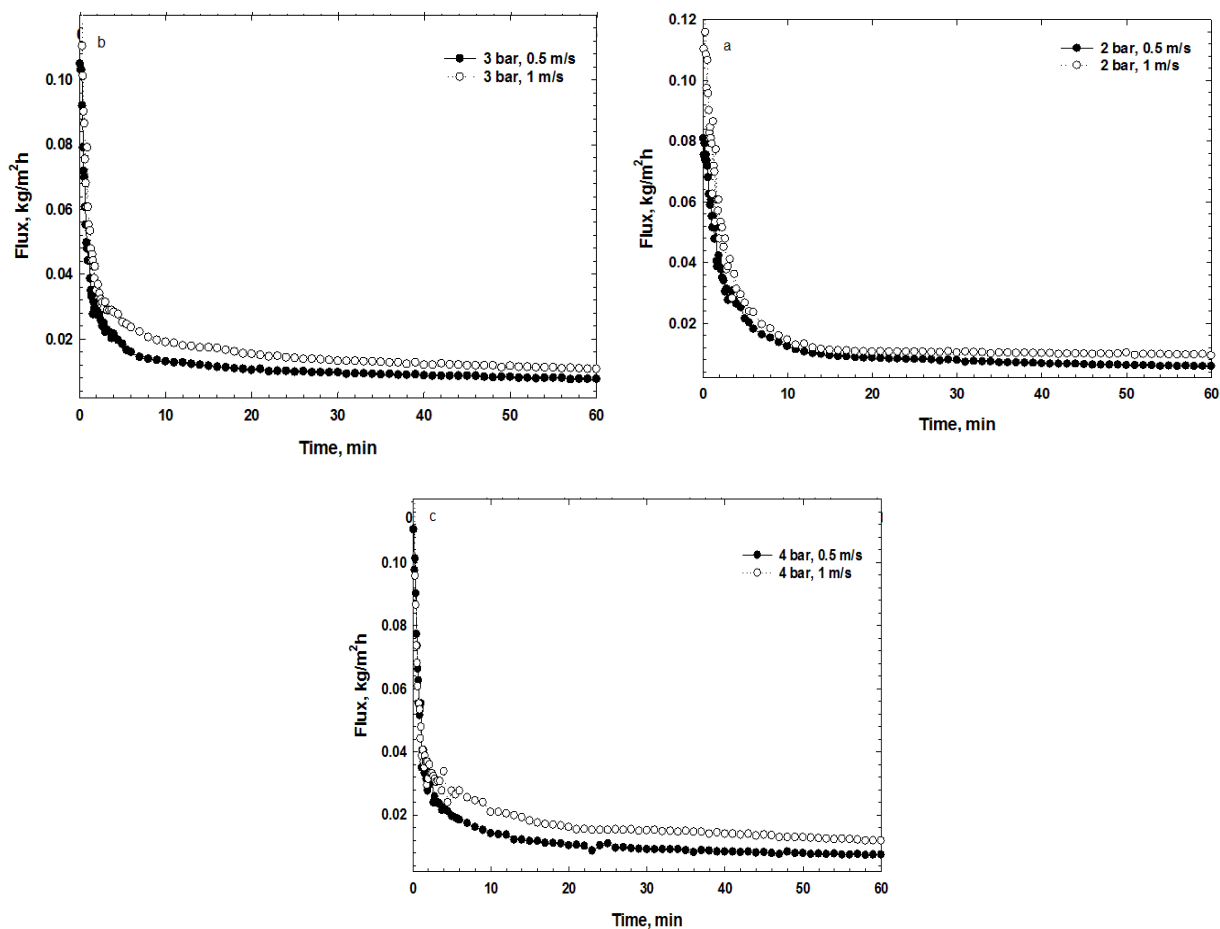 b
3 bar, 0.5 m/s
3 bar, 1 m/s
0.10
0.08
0.06
0.04
0.02
Flux, kg/m²h
0 10 20 30 40 50 60
Time, min
0.12
a
2 bar, 0.5 m/s
2 bar, 1 m/s
0.10
0.08
0.06
0.04
0.02
Flux, kg/m²h
0 10 20 30 40 50 60
Time, min
0
c
4 bar, 0.5 m/s
4 bar, 1 m/s
0.10
0.08
0.06
0.04
0.02
Flux, kg/m²h
0 10 20 30 40 50 60
Time, min